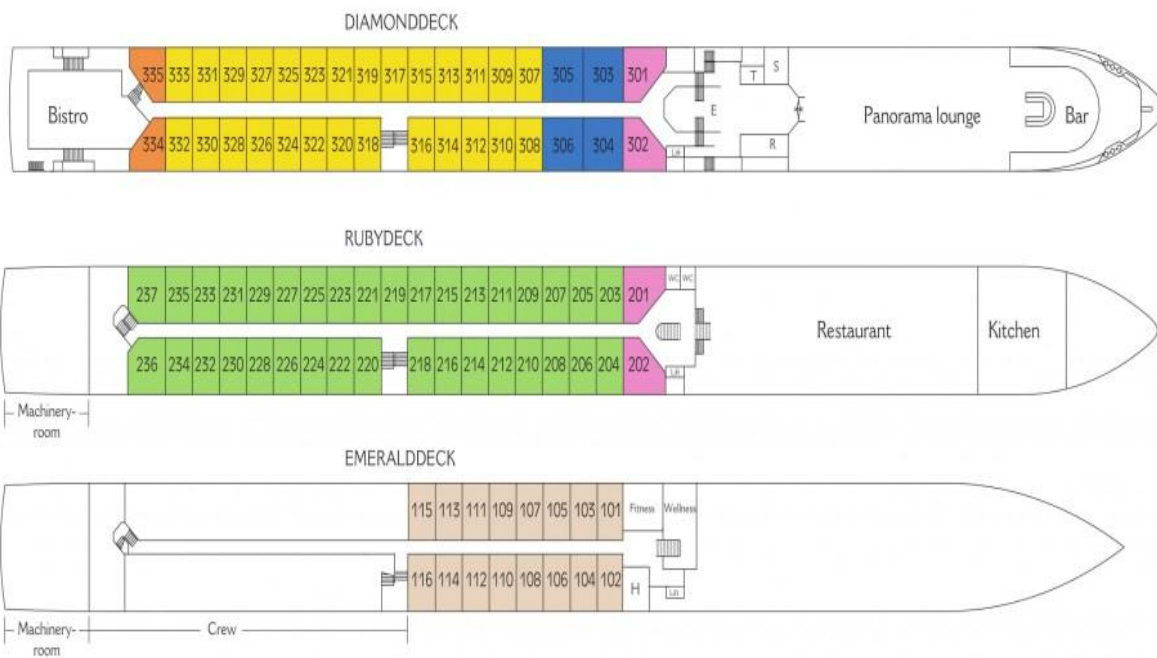 DIAMONDDECK
335 333 331 329 327 325 323 321 319 317 315 313 311 309 307 305 303 301
T S
Bistro E Panorama lounge Bar
334 332 330 328 326 324 322 320 318 316 314 312 310 308 306 304 302 R
Lift
RUBYDECK
237 235 233 231 229 227 225 223 221 219 217 215 213 211 209 207 205 203 201 WC WC
Restaurant Kitchen
236 234 232 230 228 226 224 222 220 218 216 214 212 210 208 206 204 202
Lift
Machinery-
room
EMERALDDECK
115 113 111 109 107 105 103 101 Fitness Wellness
116 114 112 110 108 106 104 102 H
Lift
Machinery-
room
Crew